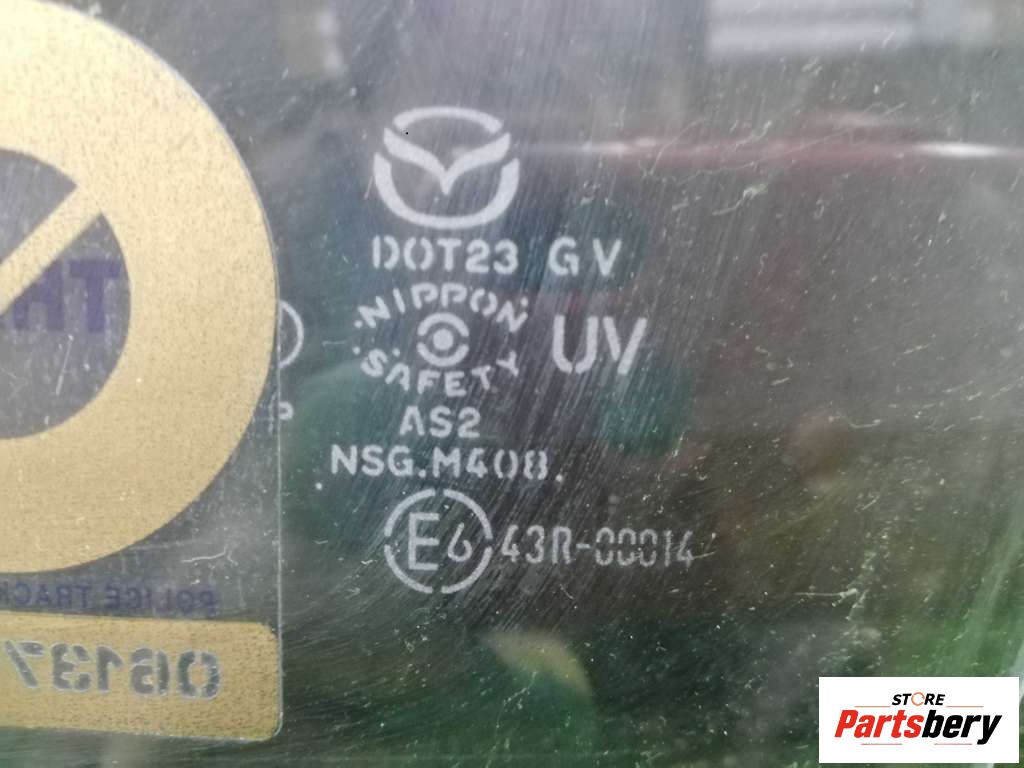 DOT23 GV
NIPPON
SAFETY
UV
AS2
NSG.M408.
E6 43R-00014
POLICE TRACK
06137
STORE
Partsbery